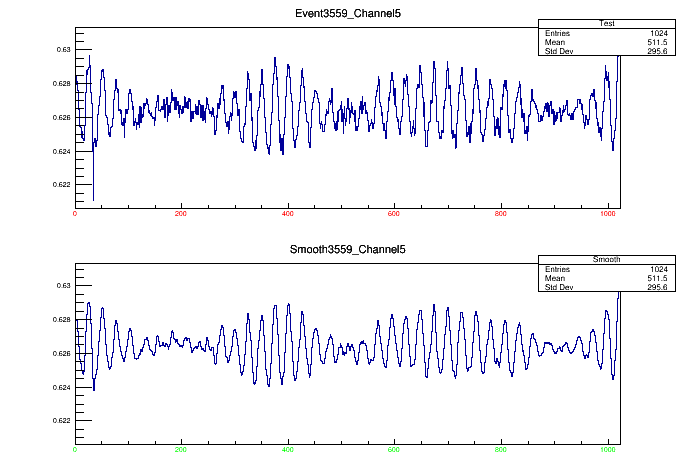 Event3559_Channel5
Test
Entries 1024
Mean 511.5
Std Dev 295.6
0.63
0.628
0.626
0.624
0.622
0 200 400 600 800 1000
Smooth3559_Channel5
Smooth
Entries 1024
Mean 511.5
Std Dev 295.6
0.63
0.628
0.626
0.624
0.622
0 200 400 600 800 1000